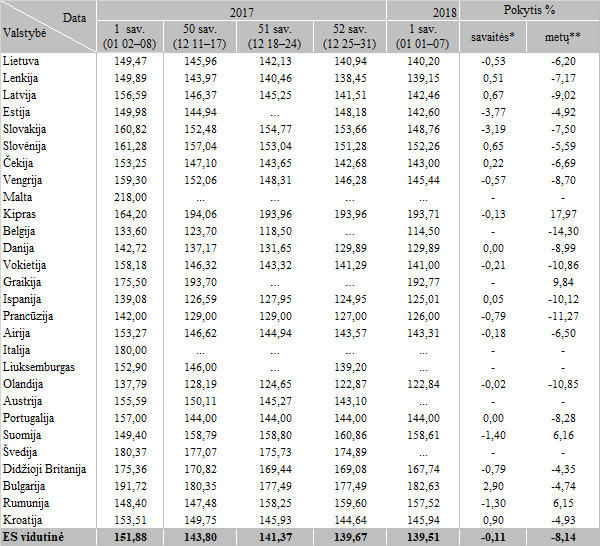 Data 2017 2018 Pokytis %
Valstybė 1 sav. (01 02–08) 50 sav. (12 11–17) 51 sav. (12 18–24) 52 sav. (12 25–31) 1 sav. (01 01–07) savaitės* metų**
Lietuva 149,47 145,96 142,13 140,94 140,20 -0,53 -6,20
Lenkija 149,89 143,97 140,46 138,45 139,15 0,51 -7,17
Latvija 156,59 146,37 145,25 141,51 142,46 0,67 -9,02
Estija 149,98 144,94 ... 148,18 142,60 -3,77 -4,92
Slovakija 160,82 152,48 154,77 153,66 148,76 -3,19 -7,50
Slovėnija 161,28 157,04 153,04 151,28 152,26 0,65 -5,59
Čekija 153,25 147,10 143,65 142,68 143,00 0,22 -6,69
Vengrija 159,30 152,06 148,31 146,28 145,44 -0,57 -8,70
Malta 218,00 ... ... ... ... - -
Kipras 164,20 194,06 193,96 193,96 193,71 -0,13 17,97
Belgija 133,60 123,70 118,50 ... 114,50 - -14,30
Danija 142,72 137,17 131,65 129,89 129,89 0,00 -8,99
Vokietija 158,18 146,32 143,32 141,29 141,00 -0,21 -10,86
Graikija 175,50 193,70 ... ... 192,77 - 9,84
Ispanija 139,08 126,59 127,95 124,95 125,01 0,05 -10,12
Prancūzija 142,00 129,00 129,00 127,00 126,00 -0,79 -11,27
Airija 153,27 146,62 144,94 143,57 143,31 -0,18 -6,50
Italija 180,00 ... ... ... ... - -
Liuksemburgas 152,90 146,00 ... 139,20 ... - -
Olandija 137,79 128,19 124,65 122,87 122,84 -0,02 -10,85
Austrija 155,59 150,11 145,27 143,10 ... - -
Portugalija 157,00 144,00 144,00 144,00 144,00 0,00 -8,28
Suomija 149,40 158,79 158,80 160,86 158,61 -1,40 6,16
Švedija 180,37 177,07 175,73 174,89 ... - -
Didžioji Britanija 175,36 170,82 169,44 169,08 167,74 -0,79 -4,35
Bulgarija 191,72 180,35 177,49 177,49 182,63 2,90 -4,74
Rumunija 148,40 147,48 158,25 159,60 157,52 -1,30 6,15
Kroatija 153,51 149,75 145,93 144,64 145,94 0,90 -4,93
ES vidutinė 151,88 143,80 141,37 139,67 139,51 -0,11 -8,14